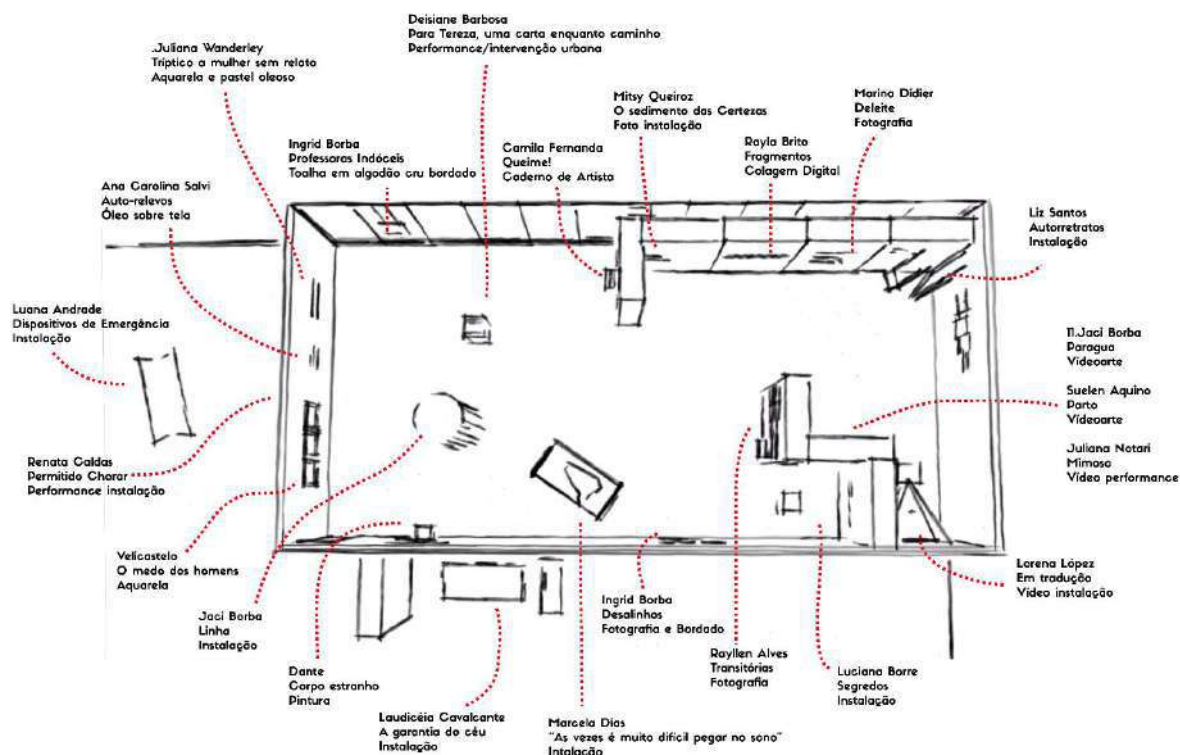 Deisiane Barbosa
Para Tereza, uma carta enquanto caminho
Performance/intervenção urbana
.Juliana Wanderley
Tríptico a mulher sem relato
Aquarela e pastel oleoso
Mitsy Queiroz
O sedimento das Certezas
Foto instalação
Marina Didier
Deleite
Fotografia
Ingrid Borba
Professoras Indóceis
Toalha em algodão cru bordado
Camila Fernanda
Queime!
Caderno de Artista
Rayla Brito
Fragmentos
Colagem Digital
Ana Carolina Salvi
Auto-relevos
Óleo sobre tela
Liz Santos
Autorretratos
Instalação
Luana Andrade
Dispositivos de Emergência
Instalação
11.Jaci Borba
Paragua
Vídeoarte
Suelen Aquino
Parto
Vídeoarte
Juliana Notari
Mimoso
Vídeo performance
Renata Caldas
Permitido Chorar
Performance instalação
Velicastelo
O medo dos homens
Aquarela
Jaci Borba
Linha
Instalação
Ingrid Borba
Desalinhos
Fotografia e Bordado
Lorena López
Em tradução
Vídeo instalação
Dante
Corpo estranho
Pintura
Rayllen Alves
Transitórias
Fotografia
Luciana Borre
Segredos
Instalação
Laudicéia Cavalcante
A garantia do céu
Instalação
Marcela Dias
"As vezes é muito difícil pegar no sono"
Intalação